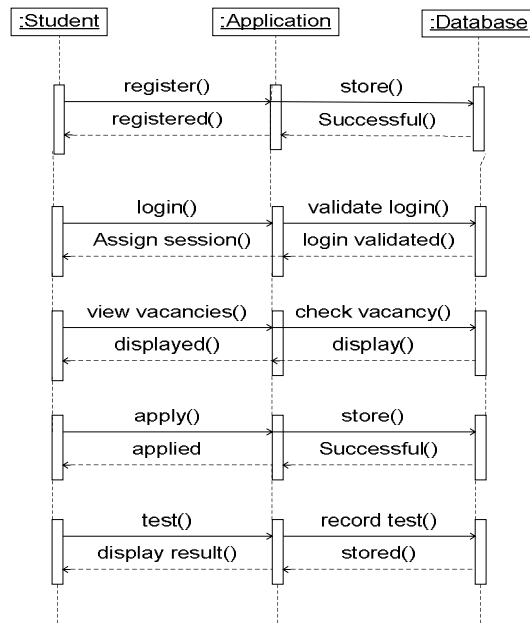 :Student :Application :Database
register() store()
registered() Successful()
login() validate login()
Assign session() login validated()
view vacancies() check vacancy()
displayed() display()
apply() store()
applied Successful()
test() record test()
display result() stored()